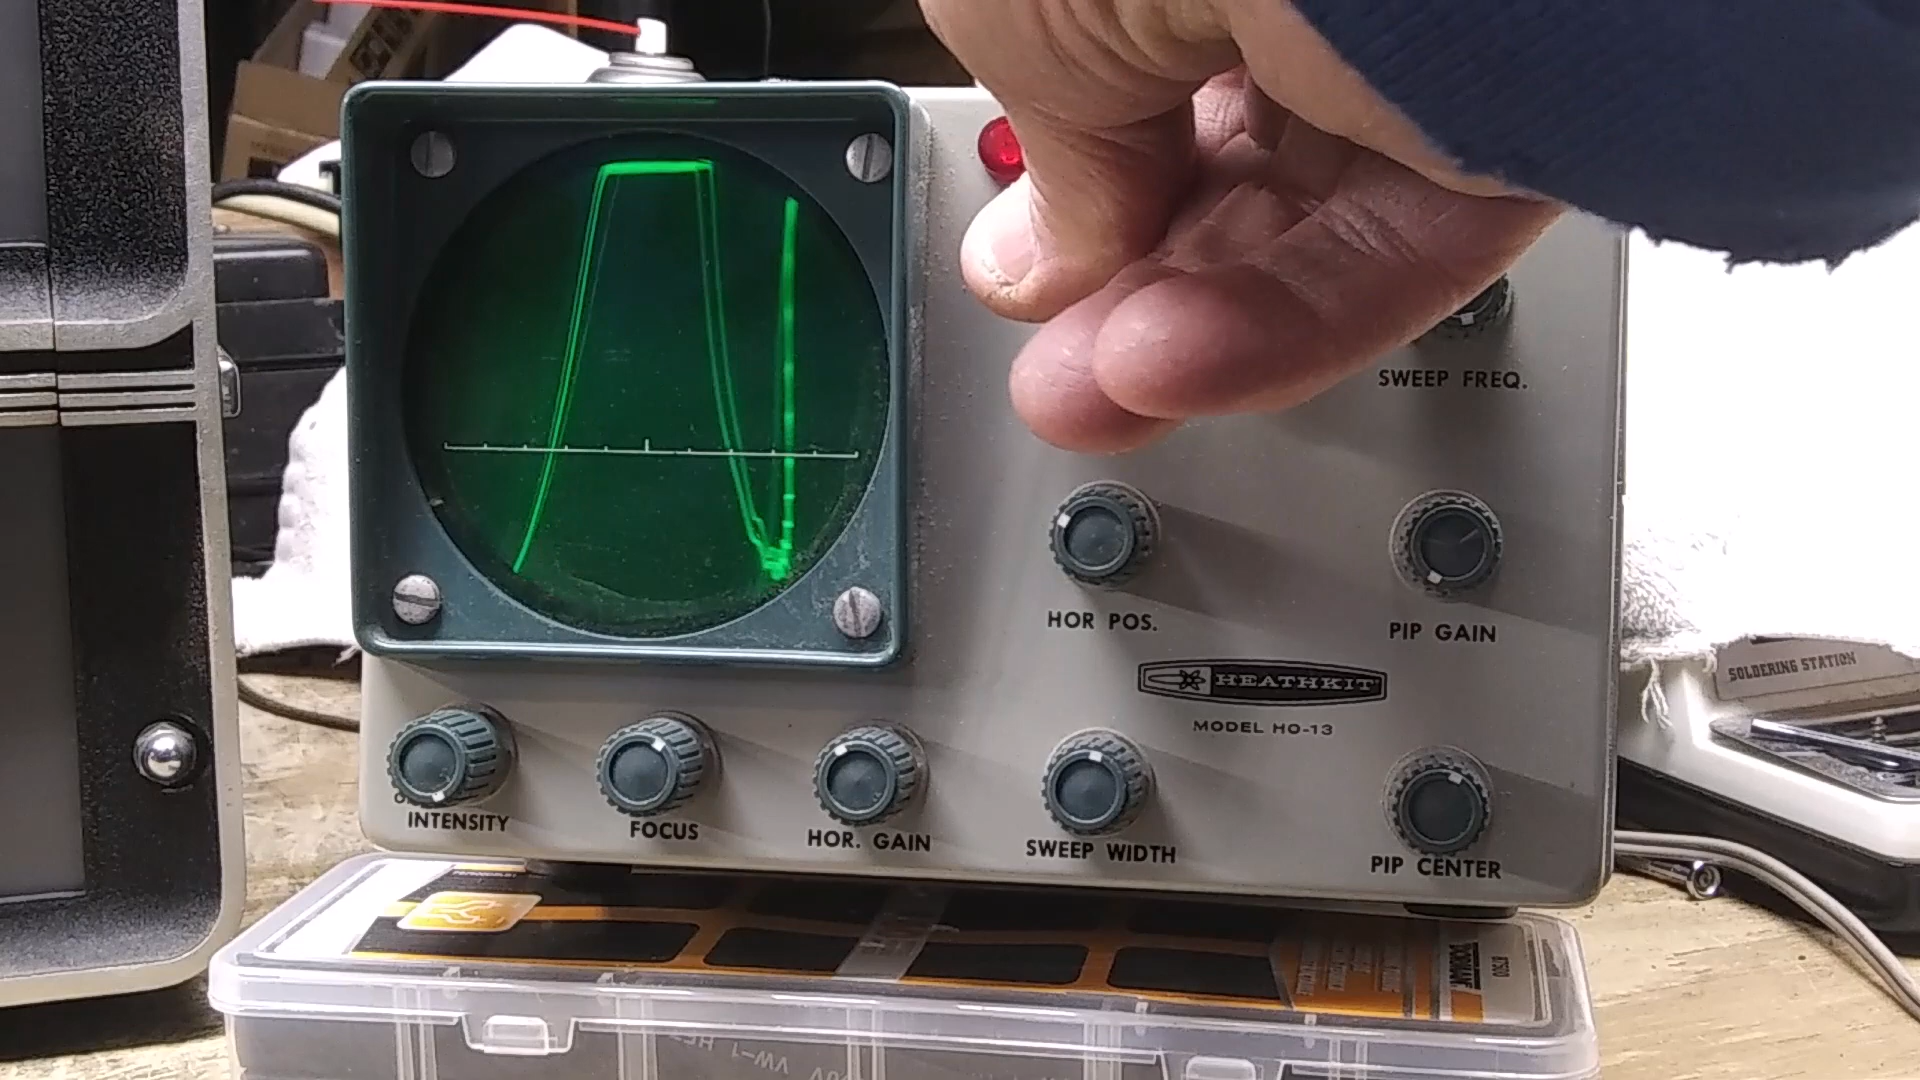 SWEEP FREQ.
HOR POS.
PIP GAIN
HEATHKIT
MODEL HO-13
INTENSITY
FOCUS
HOR. GAIN
SWEEP WIDTH
PIP CENTER
SOLDERING STATION